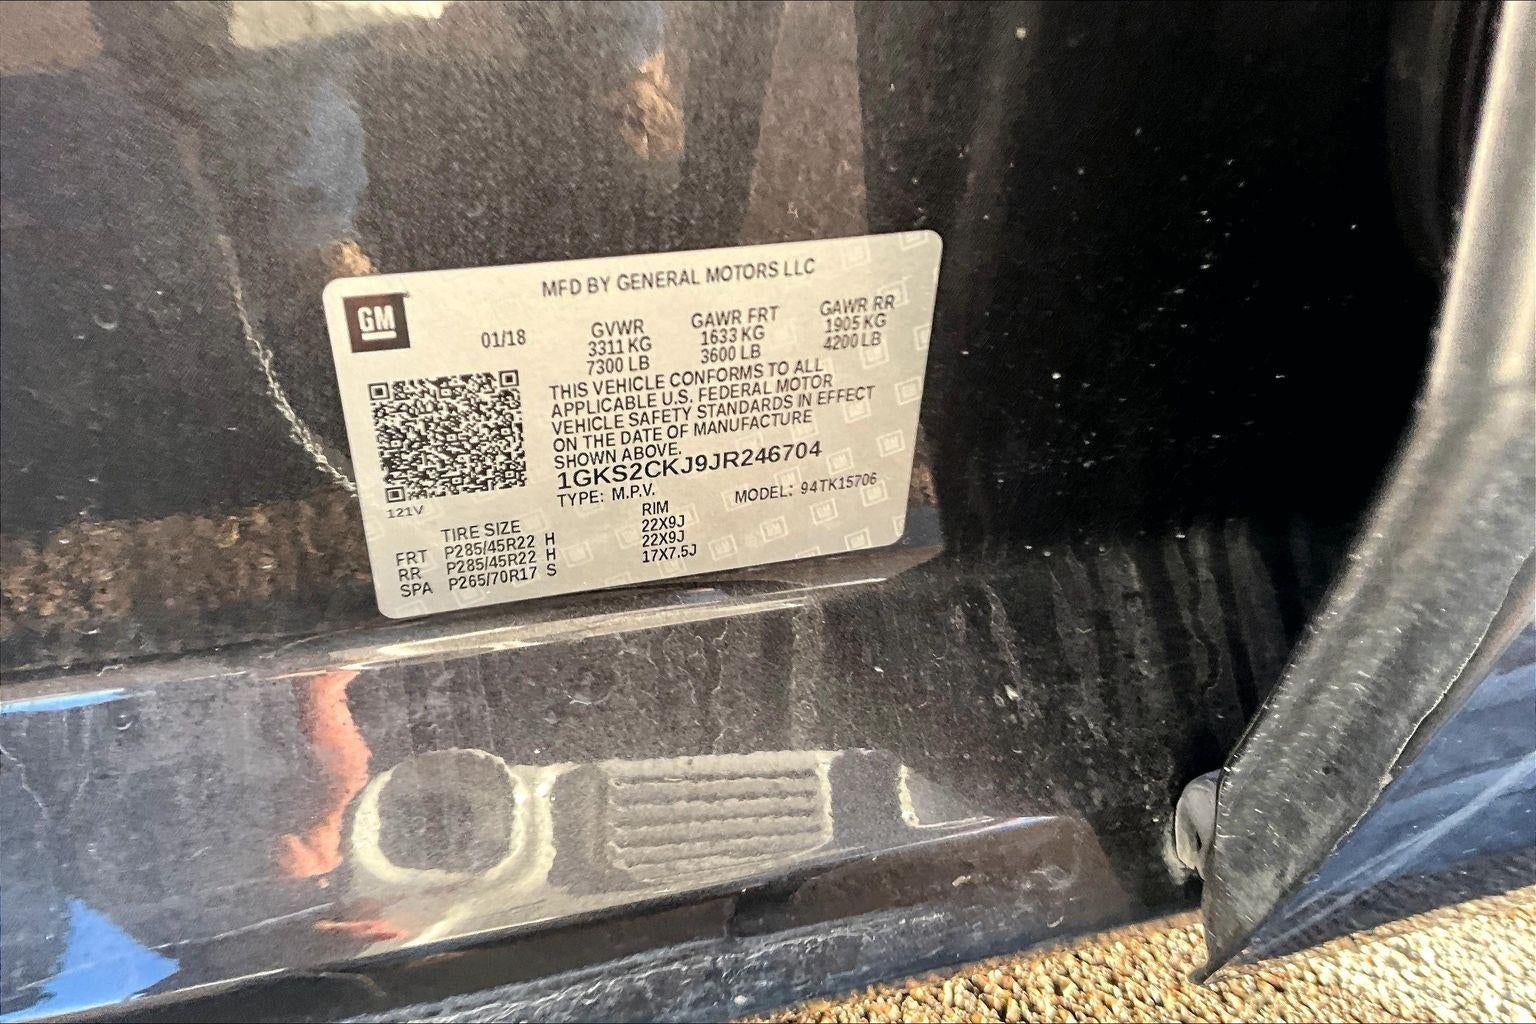 MFD BY GENERAL MOTORS LLC
GM
01/18
GVWR GAWR FRT GAWR RR
3311 KG 1633 KG 1905 KG
7300 LB 3600 LB 4200 LB
THIS VEHICLE CONFORMS TO ALL
APPLICABLE U.S. FEDERAL MOTOR
VEHICLE SAFETY STANDARDS IN EFFECT
ON THE DATE OF MANUFACTURE
SHOWN ABOVE.
1GKS2CKJ9JR246704
TYPE: M.P.V. MODEL: 94TK15706
121V
TIRE SIZE RIM
FRT P285/45R22 H 22X9J
RR P285/45R22 H 22X9J
SPA P265/70R17 S 17X7.5J